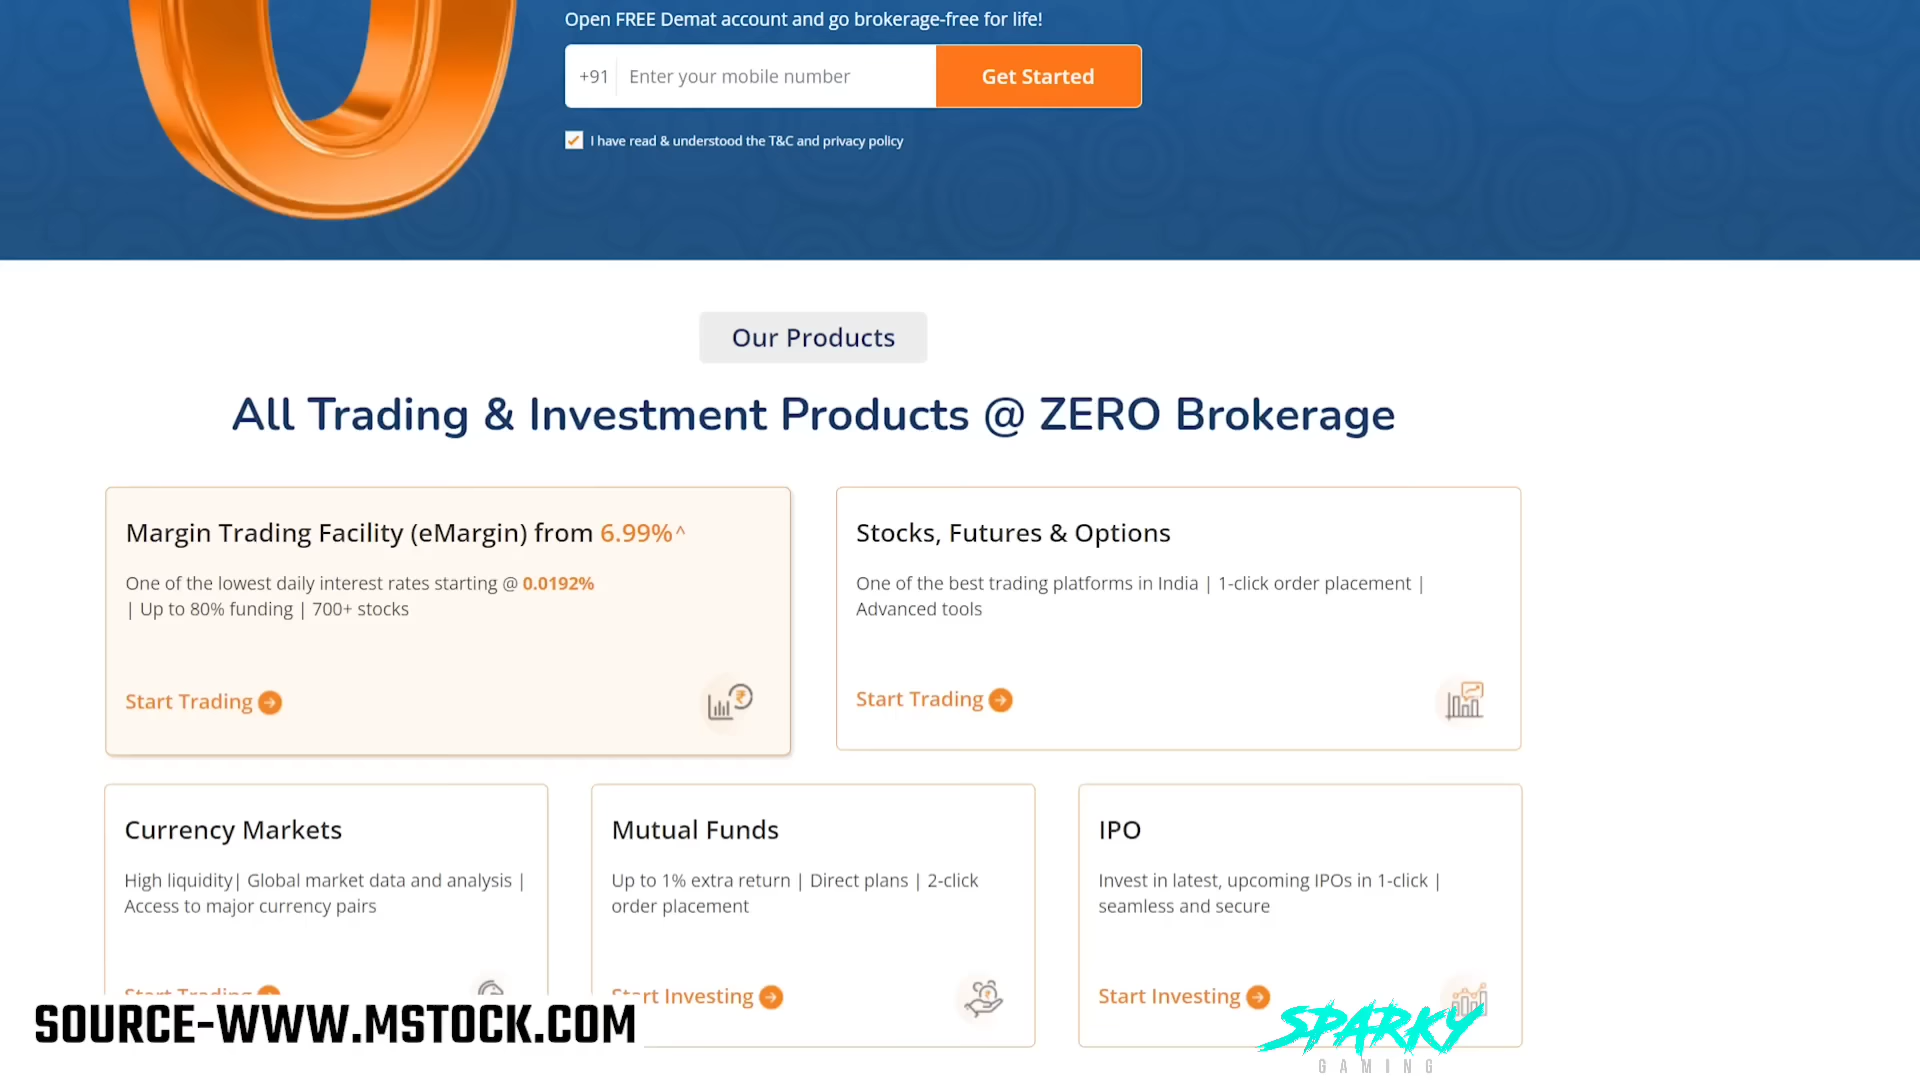 Open FREE Demat account and go brokerage-free for life!
+91 Enter your mobile number Get Started
I have read & understood the T&C and privacy policy
Our Products
All Trading & Investment Products @ ZERO Brokerage
Margin Trading Facility (eMargin) from 6.99%^
One of the lowest daily interest rates starting @ 0.0192%
| Up to 80% funding | 700+ stocks
Start Trading
Stocks, Futures & Options
One of the best trading platforms in India | 1-click order placement |
Advanced tools
Start Trading
Currency Markets
High liquidity| Global market data and analysis |
Access to major currency pairs
Start Trading
Mutual Funds
Up to 1% extra return | Direct plans | 2-click
order placement
Start Investing
IPO
Invest in latest, upcoming IPOs in 1-click |
seamless and secure
Start Investing
SOURCE-WWW.MSTOCK.COM
SPARKY
GAMING